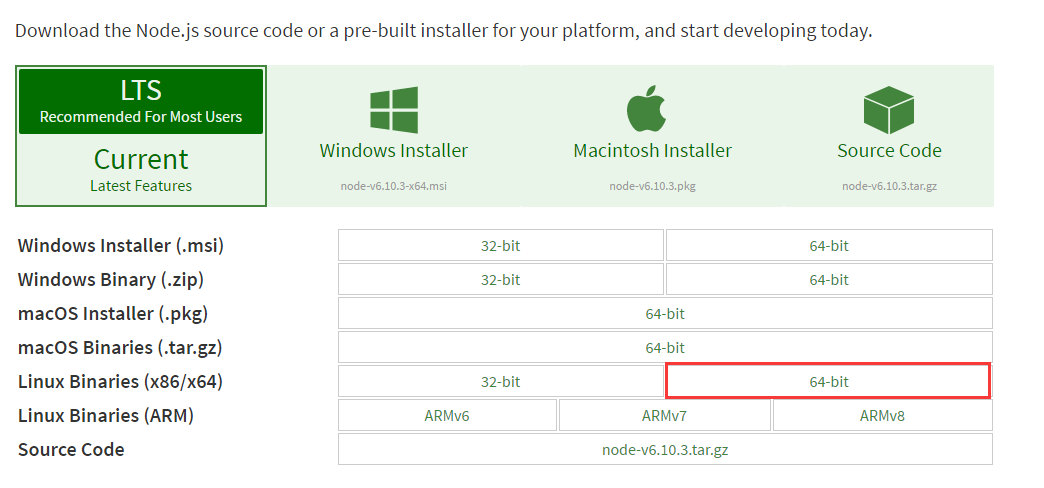 Download the Node.js source code or a pre-built installer for your platform, and start developing today.
LTS
Recommended For Most Users
Current
Latest Features
Windows Installer
node-v6.10.3-x64.msi
Macintosh Installer
node-v6.10.3.pkg
Source Code
node-v6.10.3.tar.gz
Windows Installer (.msi) 32-bit 64-bit
Windows Binary (.zip) 32-bit 64-bit
macOS Installer (.pkg) 64-bit
macOS Binaries (.tar.gz) 64-bit
Linux Binaries (x86/x64) 32-bit 64-bit
Linux Binaries (ARM) ARMv6 ARMv7 ARMv8
Source Code node-v6.10.3.tar.gz